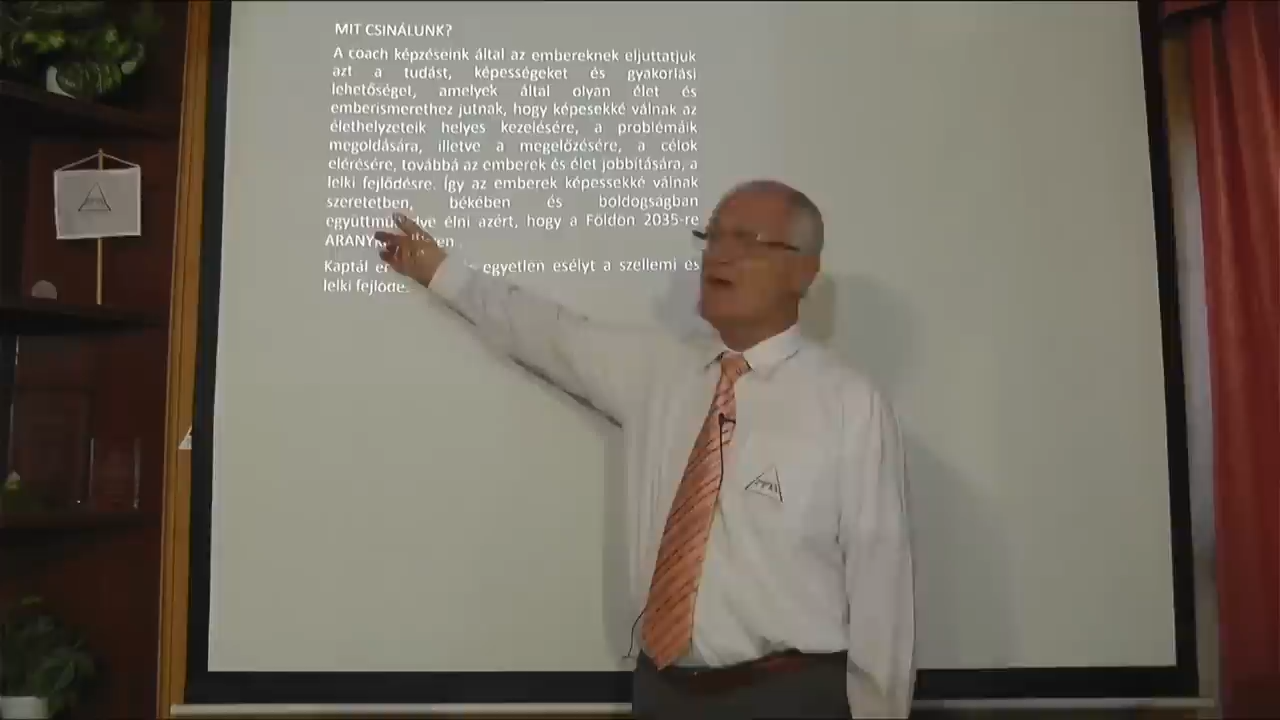 MIT CSINÁLUNK?
A coach képzéseink által az embereknek eljuttatjuk
azt a tudást, képességeket és gyakorlási
lehetőséget, amelyek által olyan élet és
emberismerethez jutnak, hogy képesekké válnak az
élethelyzeteik helyes kezelésére, a problémáik
megoldására, illetve a megelőzésére, a célok
elérésére, továbbá az emberek és élet jobbítására, a
lelki fejlődésre. Így az emberek képessekké válnak
szeretetben, békében és boldogságban
élni azért, hogy a Földön 2035-re
Kaptál egyetlen esélyt a szellemi és
lelki